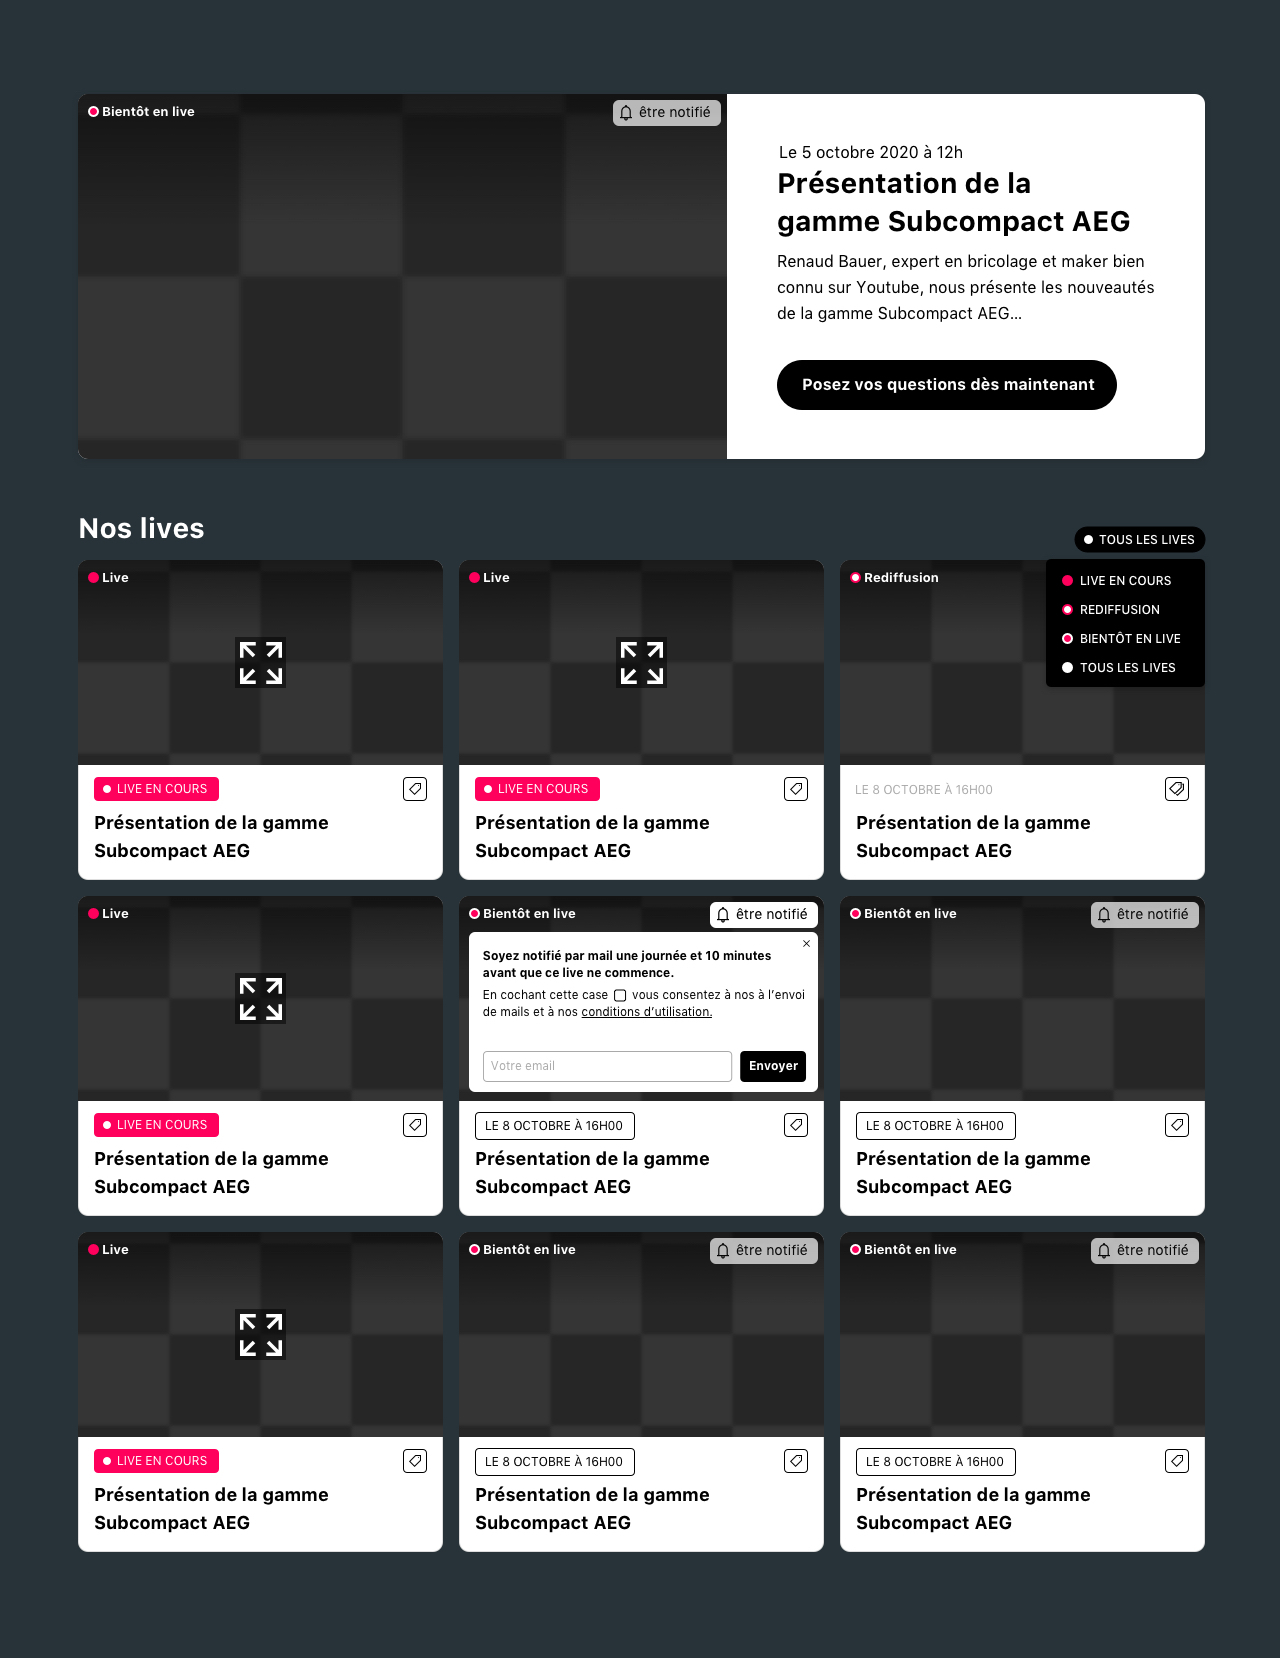 Bientôt en live
être notifié
Le 5 octobre 2020 à 12h
Présentation de la
gamme Subcompact AEG
Renaud Bauer, expert en bricolage et maker bien
connu sur Youtube, nous présente les nouveautés
de la gamme Subcompact AEG...
Posez vos questions dès maintenant
Nos lives
TOUS LES LIVES
LIVE EN COURS
REDIFFUSION
BIENTÔT EN LIVE
TOUS LES LIVES
Live
LIVE EN COURS
Présentation de la gamme
Subcompact AEG
Live
LIVE EN COURS
Présentation de la gamme
Subcompact AEG
Rediffusion
LE 8 OCTOBRE À 16H00
Présentation de la gamme
Subcompact AEG
Live
LIVE EN COURS
Présentation de la gamme
Subcompact AEG
Bientôt en live
être notifié
Soyez notifié par mail une journée et 10 minutes
avant que ce live ne commence.
En cochant cette case vous consentez à nos à l’envoi
de mails et à nos conditions d’utilisation.
Votre email
Envoyer
LE 8 OCTOBRE À 16H00
Présentation de la gamme
Subcompact AEG
Bientôt en live
être notifié
LE 8 OCTOBRE À 16H00
Présentation de la gamme
Subcompact AEG
Live
LIVE EN COURS
Présentation de la gamme
Subcompact AEG
Bientôt en live
être notifié
LE 8 OCTOBRE À 16H00
Présentation de la gamme
Subcompact AEG
Bientôt en live
être notifié
LE 8 OCTOBRE À 16H00
Présentation de la gamme
Subcompact AEG